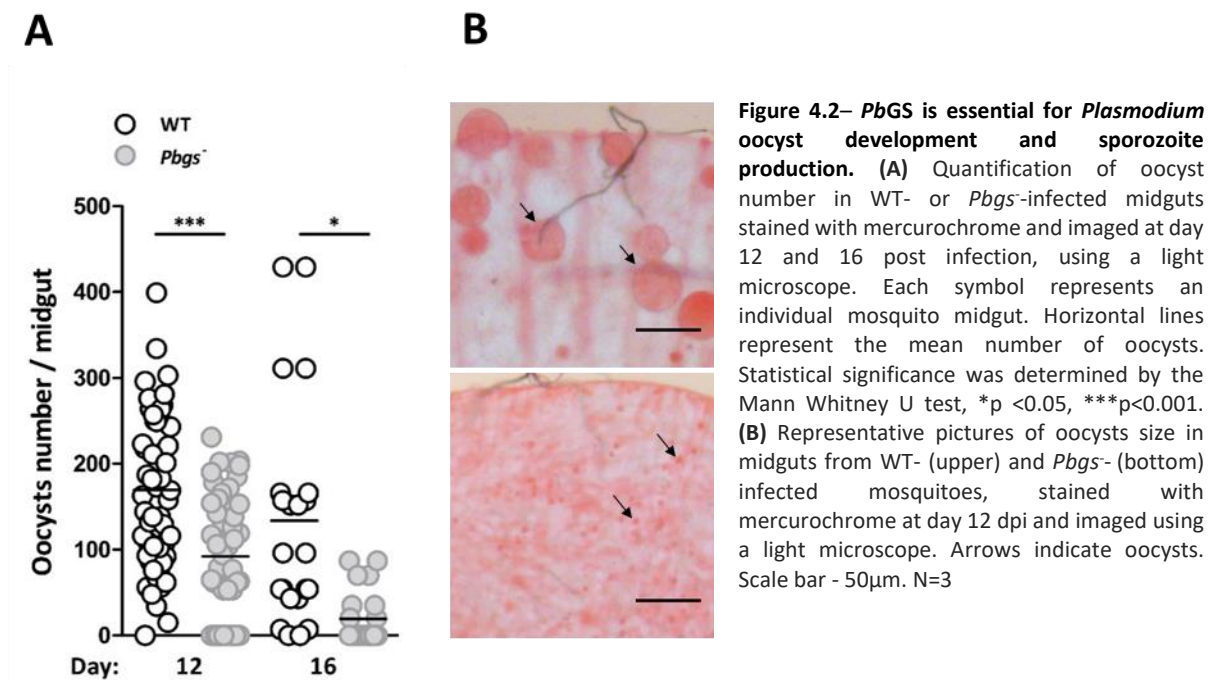 A
B
WT
Pbgs-
Oocysts number / midgut
500
400
300
200
100
0
***
*
Day: 12 16
Figure 4.2– PbGS is essential for Plasmodium
oocyst development and sporozoite
production. (A) Quantification of oocyst
number in WT- or Pbgs--infected midguts
stained with mercurochrome and imaged at day
12 and 16 post infection, using a light
microscope. Each symbol represents an
individual mosquito midgut. Horizontal lines
represent the mean number of oocysts.
Statistical significance was determined by the
Mann Whitney U test, *p <0.05, ***p<0.001.
(B) Representative pictures of oocysts size in
midguts from WT- (upper) and Pbgs-- (bottom)
infected mosquitoes, stained with
mercurochrome at day 12 dpi and imaged using
a light microscope. Arrows indicate oocysts.
Scale bar - 50µm. N=3